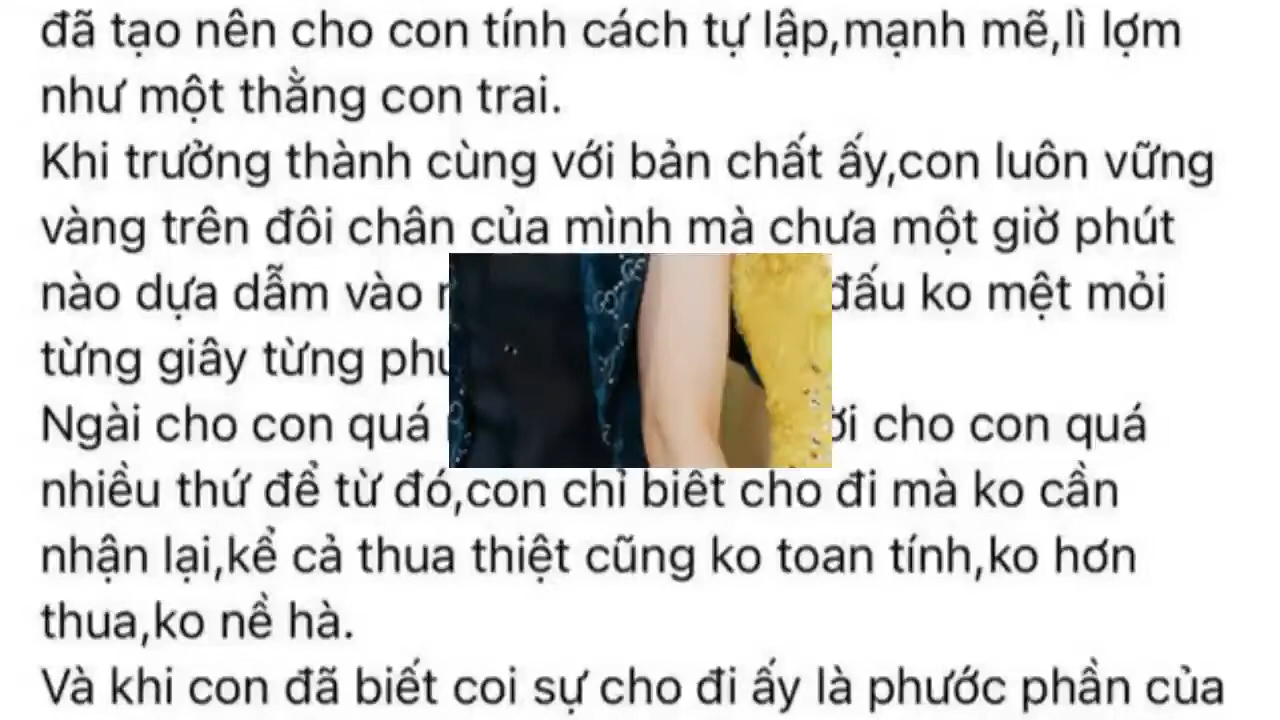 đã tạo nên cho con tính cách tự lập,mạnh mẽ,lì lợm
như một thằng con trai.
Khi trưởng thành cùng với bản chất ấy,con luôn vững
vàng trên đôi chân của mình mà chưa một giờ phút
nào dựa dẫm vào đấu ko mệt mỏi
từng giây từng
Ngài cho con quá cho con quá
nhiều thứ để từ đó,con chỉ biết cho đi mà ko cần
nhận lại,kể cả thua thiệt cũng ko toan tính,ko hơn
thua,ko nề hà.
Và khi con đã biết coi sự cho đi ấy là phước phần của